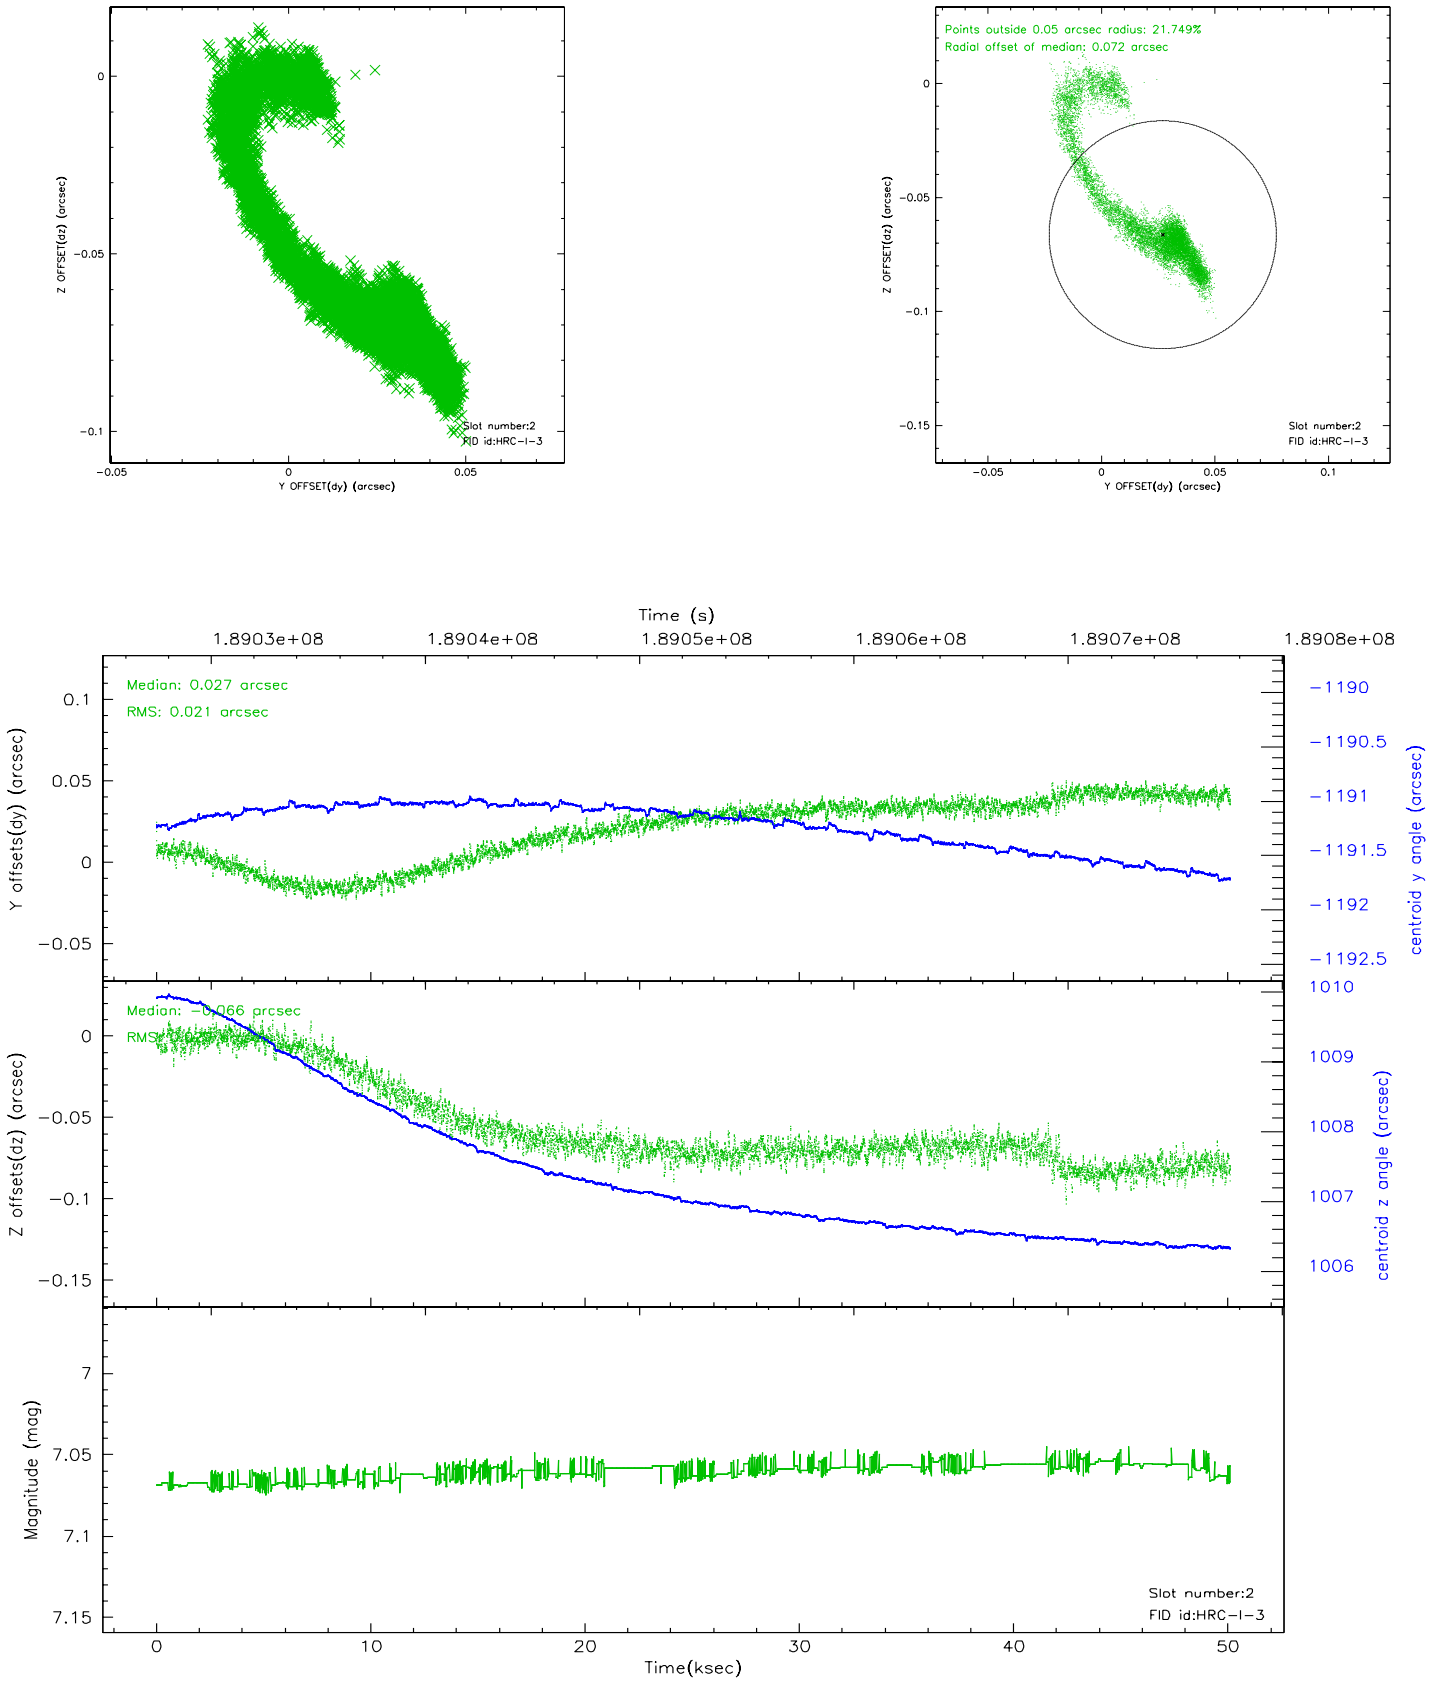 0
−0.05
−0.1
Z OFFSET(dz) (arcsec)
Slot number:2
FID id:HRC−I−3
−0.05
0
0.05
Y OFFSET(dy) (arcsec)
Points outside 0.05 arcsec radius: 21.749%
Radial offset of median: 0.072 arcsec
0
−0.05
−0.1
−0.15
Z OFFSET(dz) (arcsec)
Slot number:2
FID id:HRC−I−3
−0.05
0
0.05
0.1
Y OFFSET(dy) (arcsec)
Time (s)
1.8903e+08
1.8904e+08
1.8905e+08
1.8906e+08
1.8907e+08
1.8908e+08
Median: 0.027 arcsec
RMS: 0.021 arcsec
0.1
0.05
0
−0.05
Y offsets(dy) (arcsec)
−1190
−1190.5
−1191
−1191.5
−1192
−1192.5
centroid y angle (arcsec)
Median: −0.066 arcsec
RMS: arcsec
0
−0.05
−0.1
−0.15
Z offsets(dz) (arcsec)
1010
1009
1008
1007
1006
centroid z angle (arcsec)
7
7.05
7.1
7.15
Magnitude (mag)
Slot number:2
FID id:HRC−I−3
0
10
20
30
40
50
Time(ksec)